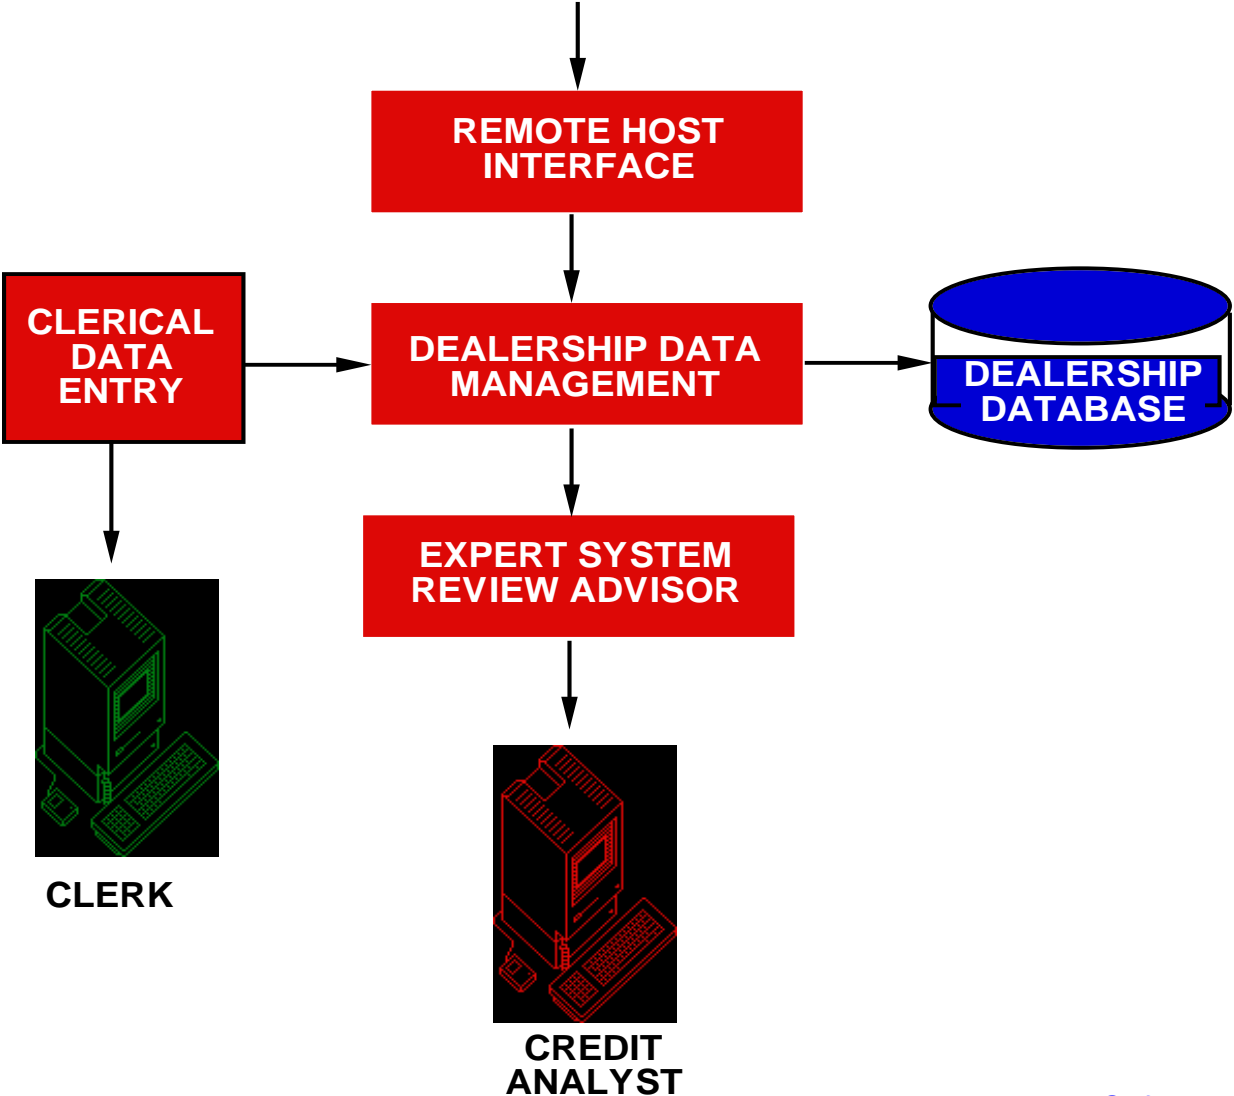 REMOTE HOST
INTERFACE
CLERICAL
DATA
ENTRY
DEALERSHIP DATA
MANAGEMENT
DEALERSHIP
DATABASE
EXPERT SYSTEM
REVIEW ADVISOR
CLERK
CREDIT
ANALYST